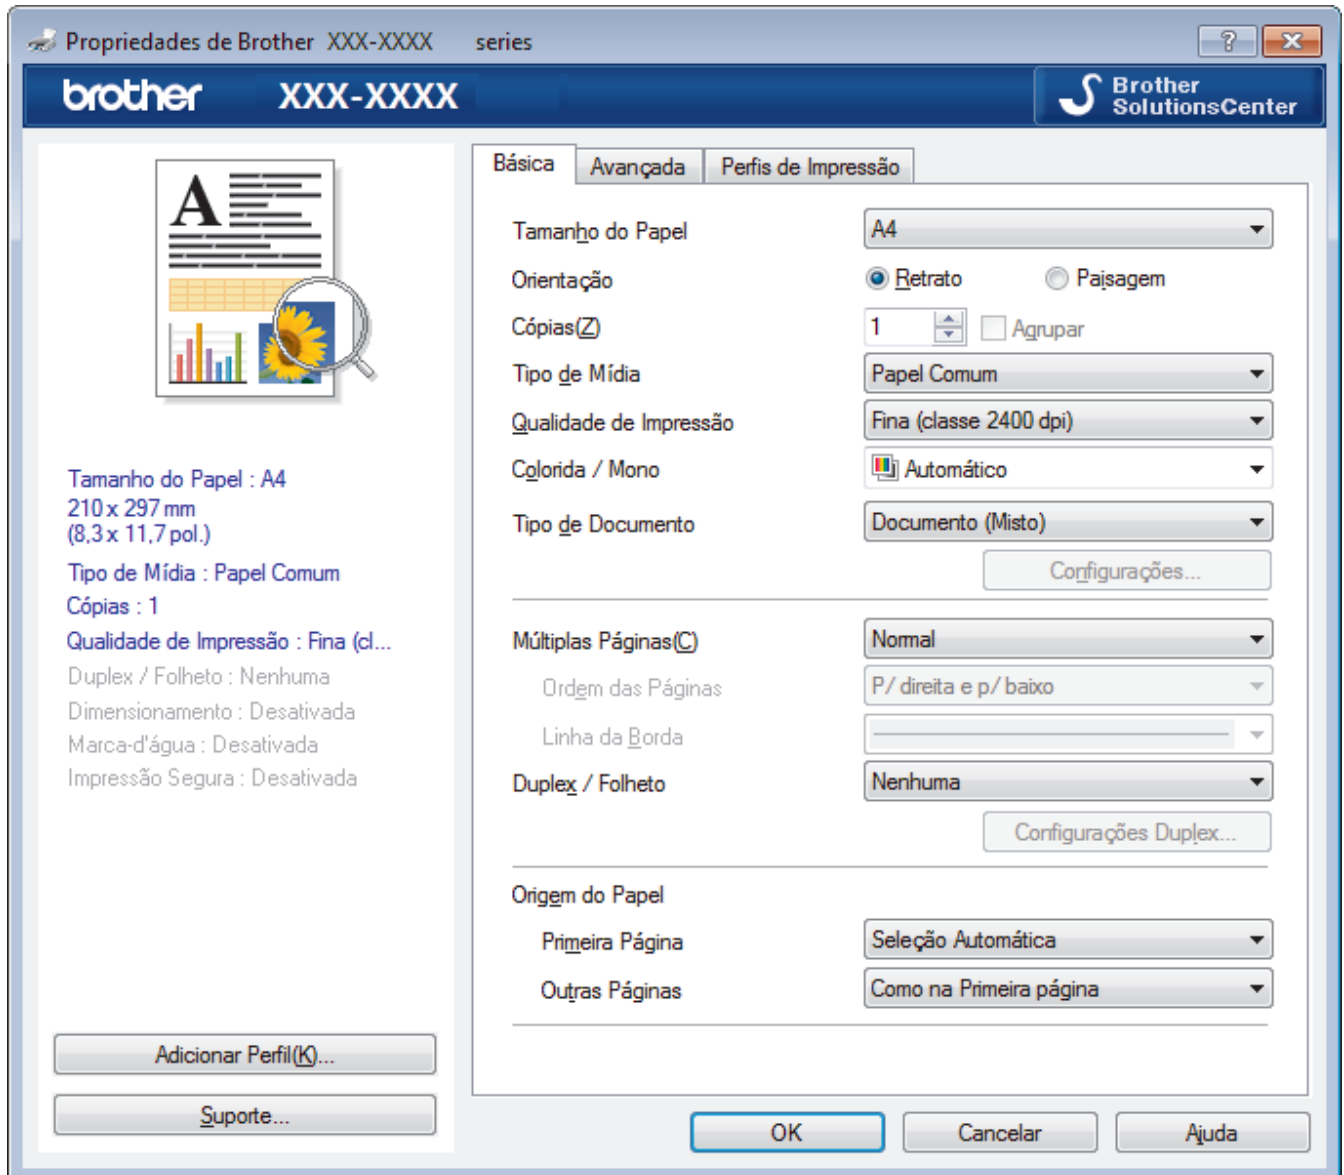 Propriedades de Brother XXX-XXXX series
brother XXX-XXXX
Brother
SolutionsCenter
A
Tamanho do Papel : A4
210 x 297 mm
(8,3 x 11,7 pol.)
Tipo de Mídia : Papel Comum
Cópias : 1
Qualidade de Impressão : Fina (cl...
Duplex / Folheto : Nenhuma
Dimensionamento : Desativada
Marca-d'água : Desativada
Impressão Segura : Desativada
Adicionar Perfil(K)...
Suporte...
Básica Avançada Perfis de Impressão
Tamanho do Papel A4
Orientação Retrato Paisagem
Cópias(Z) 1 Agrupar
Tipo de Mídia Papel Comum
Qualidade de Impressão Fina (classe 2400 dpi)
Colorida / Mono Automático
Tipo de Documento Documento (Misto)
Configurações...
Múltiplas Páginas(C) Normal
Ordem das Páginas P/ direita e p/ baixo
Linha da Borda
Duplex / Folheto Nenhuma
Configurações Duplex...
Origem do Papel
Primeira Página Seleção Automática
Outras Páginas Como na Primeira página
OK Cancelar Ajuda